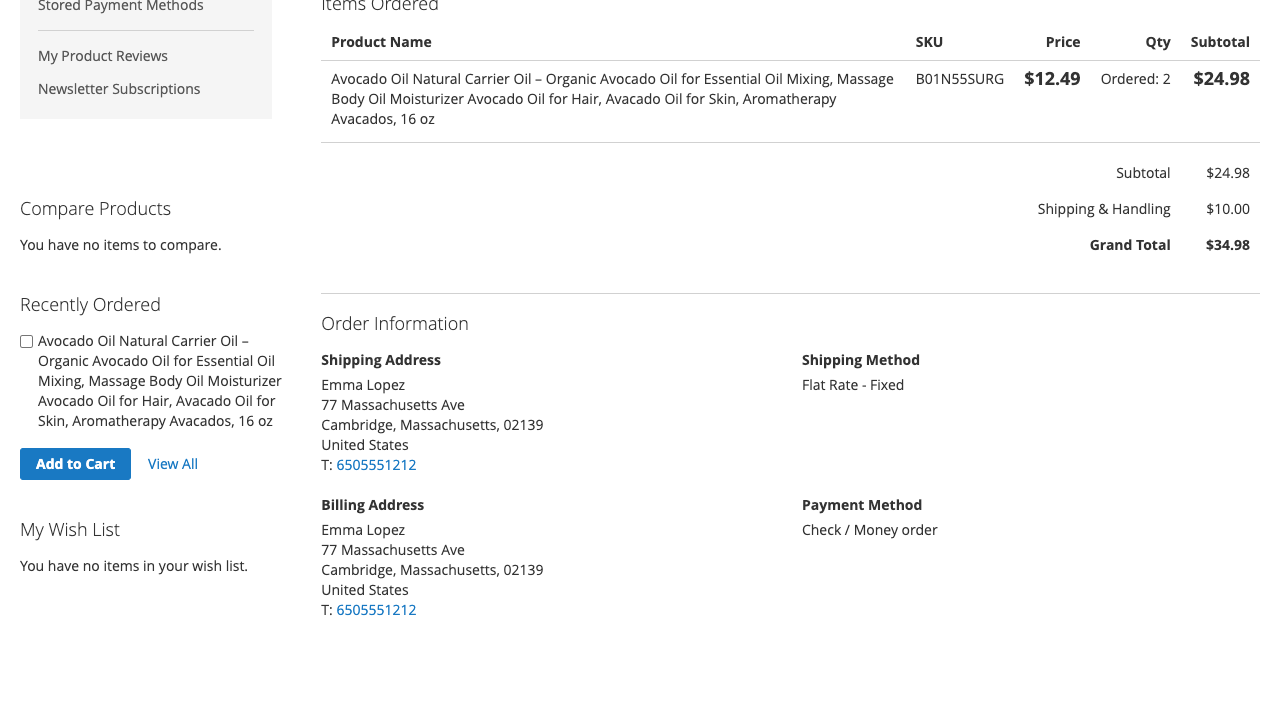 Stored Payment Methods
My Product Reviews
Newsletter Subscriptions
Compare Products
You have no items to compare.
Recently Ordered
Avocado Oil Natural Carrier Oil –
Organic Avocado Oil for Essential Oil
Mixing, Massage Body Oil Moisturizer
Avocado Oil for Hair, Avacado Oil for
Skin, Aromatherapy Avacados, 16 oz
Add to Cart View All
My Wish List
You have no items in your wish list.
Items Ordered
Product Name SKU Price Qty Subtotal
Avocado Oil Natural Carrier Oil – Organic Avocado Oil for Essential Oil Mixing, Massage B01N55SURG $12.49 Ordered: 2 $24.98
Body Oil Moisturizer Avocado Oil for Hair, Avacado Oil for Skin, Aromatherapy
Avacados, 16 oz
Subtotal $24.98
Shipping & Handling $10.00
Grand Total $34.98
Order Information
Shipping Address
Emma Lopez
77 Massachusetts Ave
Cambridge, Massachusetts, 02139
United States
T: 6505551212
Shipping Method
Flat Rate - Fixed
Billing Address
Emma Lopez
77 Massachusetts Ave
Cambridge, Massachusetts, 02139
United States
T: 6505551212
Payment Method
Check / Money order